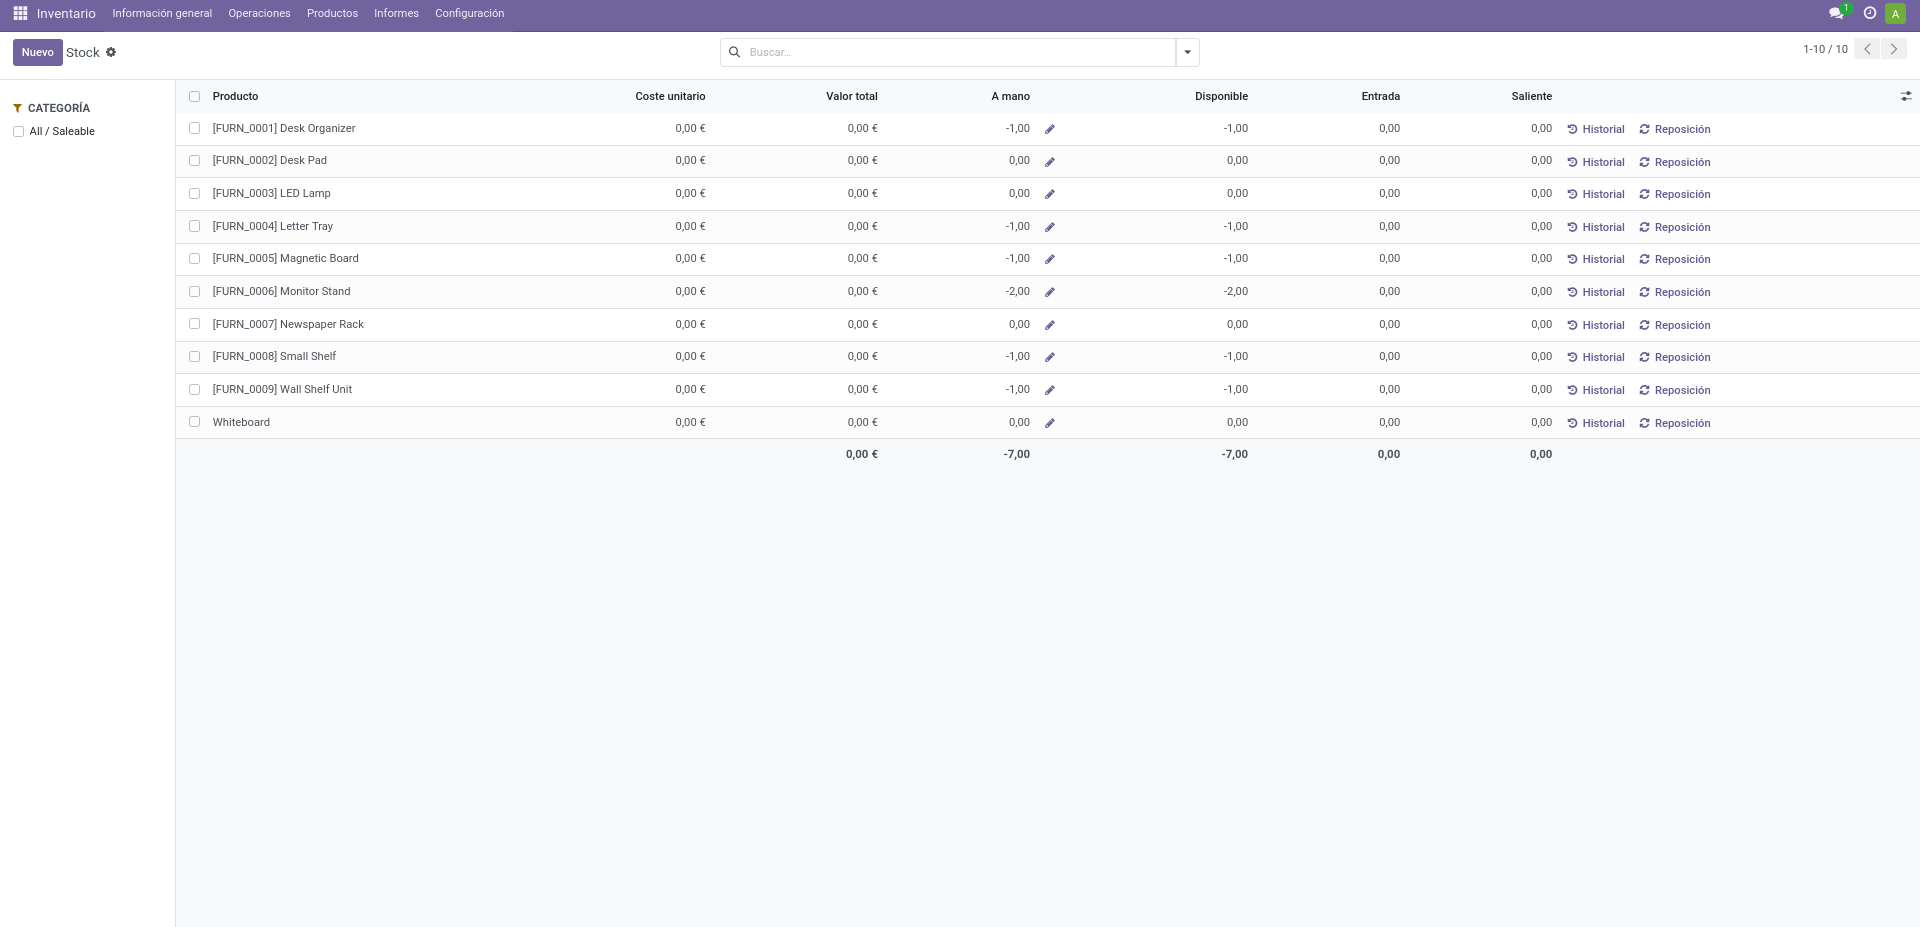 Inventario Información general Operaciones Productos Informes Configuración 1 A
Nuevo Stock Buscar... 1-10 / 10
CATEGORÍA
All / Saleable
Producto Coste unitario Valor total A mano Disponible Entrada Saliente
[FURN_0001] Desk Organizer 0,00 € 0,00 € -1,00 -1,00 0,00 0,00 Historial Reposición
[FURN_0002] Desk Pad 0,00 € 0,00 € 0,00 0,00 0,00 0,00 Historial Reposición
[FURN_0003] LED Lamp 0,00 € 0,00 € 0,00 0,00 0,00 0,00 Historial Reposición
[FURN_0004] Letter Tray 0,00 € 0,00 € -1,00 -1,00 0,00 0,00 Historial Reposición
[FURN_0005] Magnetic Board 0,00 € 0,00 € -1,00 -1,00 0,00 0,00 Historial Reposición
[FURN_0006] Monitor Stand 0,00 € 0,00 € -2,00 -2,00 0,00 0,00 Historial Reposición
[FURN_0007] Newspaper Rack 0,00 € 0,00 € 0,00 0,00 0,00 0,00 Historial Reposición
[FURN_0008] Small Shelf 0,00 € 0,00 € -1,00 -1,00 0,00 0,00 Historial Reposición
[FURN_0009] Wall Shelf Unit 0,00 € 0,00 € -1,00 -1,00 0,00 0,00 Historial Reposición
Whiteboard 0,00 € 0,00 € 0,00 0,00 0,00 0,00 Historial Reposición
0,00 € -7,00 -7,00 0,00 0,00